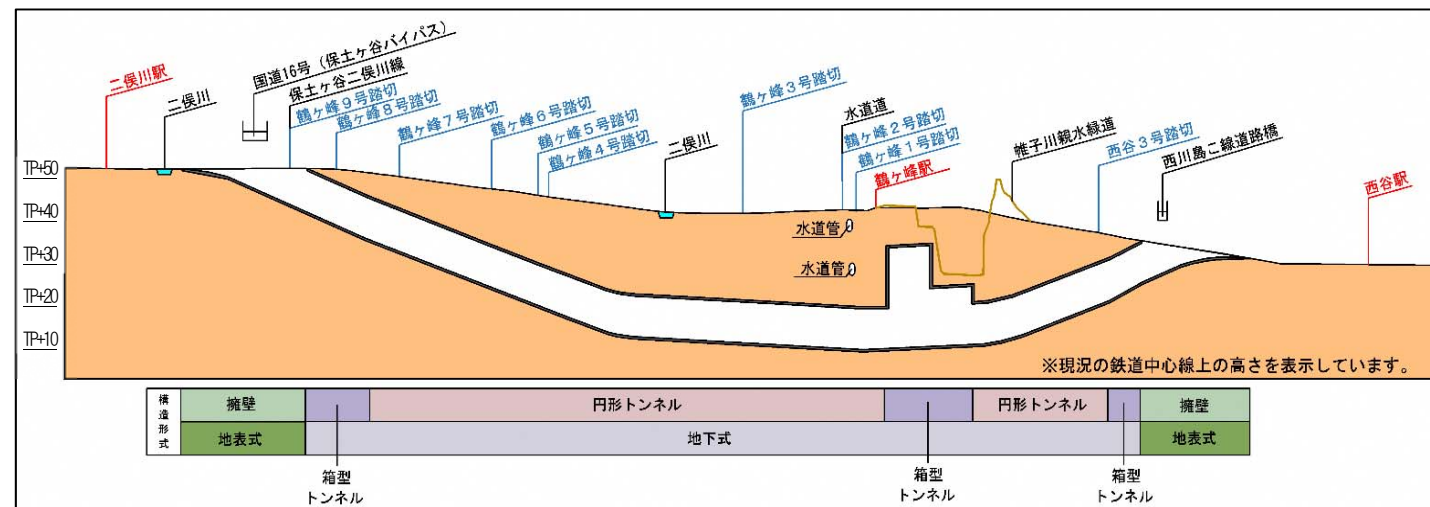 二俣川駅
二俣川
国道16号（保土ヶ谷バイパス）
保土ヶ谷二俣川線
鶴ヶ峰９号踏切
鶴ヶ峰８号踏切
鶴ヶ峰７号踏切
鶴ヶ峰６号踏切
鶴ヶ峰５号踏切
鶴ヶ峰４号踏切
二俣川
鶴ヶ峰３号踏切
水道道
鶴ヶ峰２号踏切
鶴ヶ峰１号踏切
鶴ヶ峰駅
帷子川親水緑道
西谷３号踏切
西川島こ線道路橋
西谷駅
TP+50
TP+40
TP+30
TP+20
TP+10
水道管
水道管
※現況の鉄道中心線上の高さを表示しています。
構造形式
擁壁
円形トンネル
円形トンネル
擁壁
地表式
地下式
地表式
箱型
トンネル
箱型
トンネル
箱型
トンネル